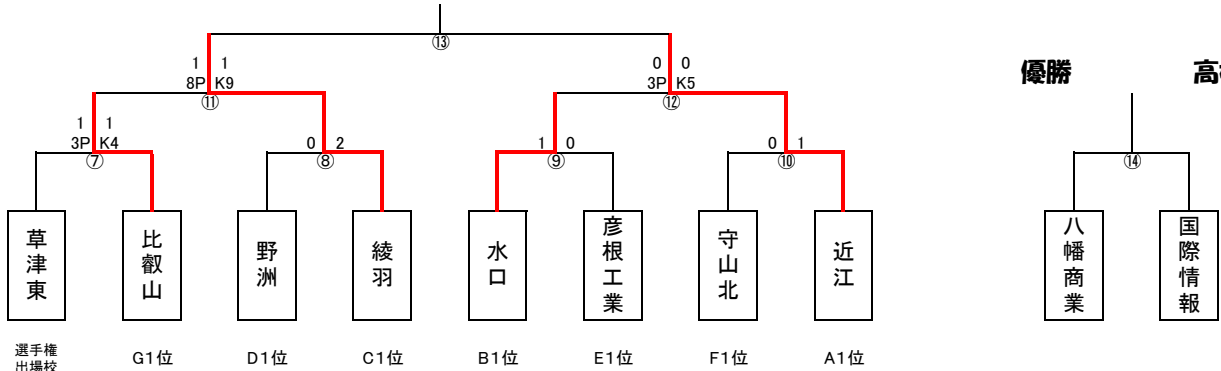 ⑬
1 1
8P K9
⑪
0 0
3P K5
⑫
優勝
1 1
3P K4
⑦
0 2
⑧
1 0
⑨
0 1
⑩
⑭
草津東
比叡山
野洲
綾羽
水口
彦根工業
守山北
近江
八幡商業
国際情報
選手権
出場校
G1位
D1位
C1位
B1位
E1位
F1位
A1位